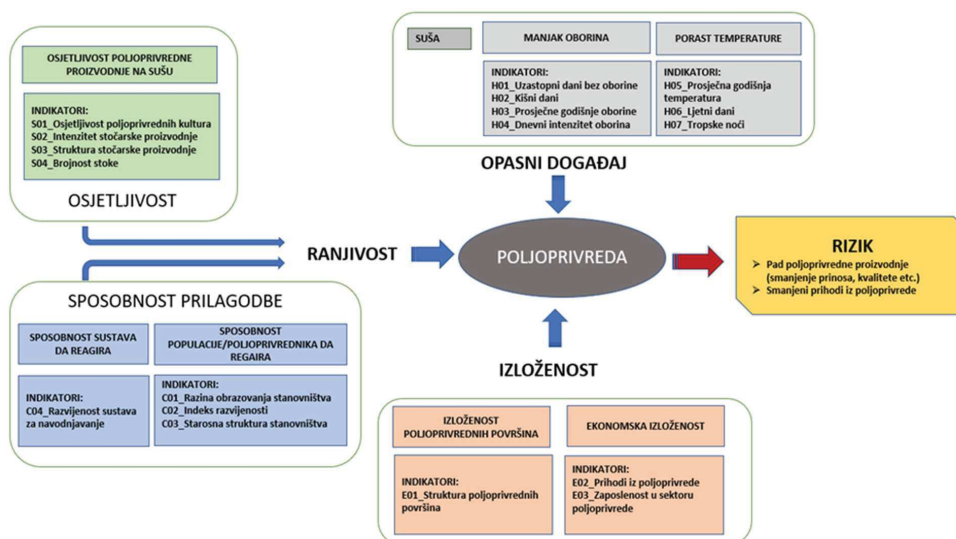 OSJETLJIVOST POLJOPRIVREDNE
PROIZVODNJE NA SUŠU
INDIKATORI:
S01_Osjetljivost poljoprivrednih kultura
S02_Intenzitet stočarske proizvodnje
S03_Struktura stočarske proizvodnje
S04_Brojnost stoke
OSJETLJIVOST
SUŠA
MANJAK OBORINA
INDIKATORI:
H01_Uzastopni dani bez oborine
H02_Kišni dani
H03_Prosječne godišnje oborine
H04_Dnevni intenzitet oborina
PORAST TEMPERATURE
INDIKATORI:
H05_Prosječna godišnja
temperatura
H06_Ljetni dani
H07_Tropske noći
OPASNI DOGAĐAJ
RANJIVOST
POLJOPRIVREDA
RIZIK
Pad poljoprivredne proizvodnje
(smanjenje prinosa, kvalitete etc.)
Smanjeni prihodi iz poljoprivede
SPOSOBNOST PRILAGODBE
SPOSOBNOST SUSTAVA
DA REAGIRA
INDIKATORI:
C04_Razvijenost sustava
za navodnjavanje
SPOSOBNOST
POPULACIJE/POLJOPRIVREDNIKA DA
REGAIRA
INDIKATORI:
C01_Razina obrazovanja stanovništva
C02_Indeks razvijenosti
C03_Starosna struktura stanovništva
IZLOŽENOST
IZLOŽENOST
POLJOPRIVREDNIH POVRŠINA
INDIKATORI:
E01_Struktura poljoprivrednih
površina
EKONOMSKA IZLOŽENOST
INDIKATORI:
E02_Prihodi iz poljoprivrede
E03_Zaposlenost u sektoru
poljoprivrede